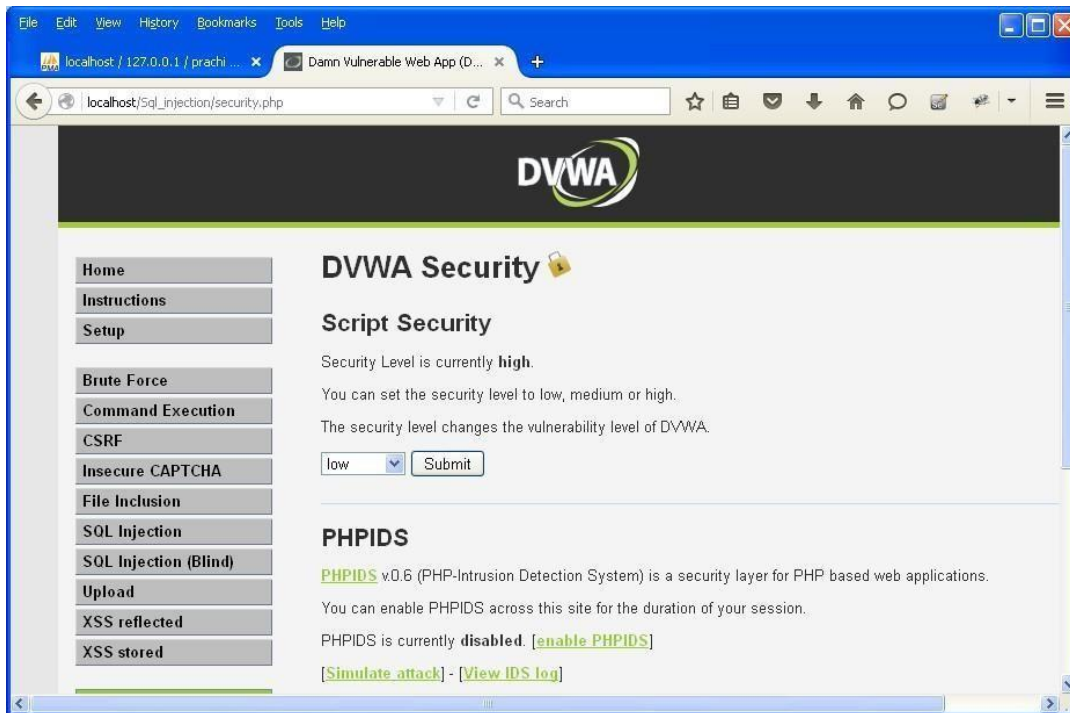 File Edit View History Bookmarks Tools Help
localhost / 127.0.0.1 / prachi ...
Damn Vulnerable Web App (D...
localhost/Sql_injection/security.php
Search
DVWA
Home
Instructions
Setup
Brute Force
Command Execution
CSRF
Insecure CAPTCHA
File Inclusion
SQL Injection
SQL Injection (Blind)
Upload
XSS reflected
XSS stored
DVWA Security
Script Security
Security Level is currently high.
You can set the security level to low, medium or high.
The security level changes the vulnerability level of DVWA.
low Submit
PHPIDS
PHPIDS v.0.6 (PHP-Intrusion Detection System) is a security layer for PHP based web applications.
You can enable PHPIDS across this site for the duration of your session.
PHPIDS is currently disabled. [enable PHPIDS]
[Simulate attack] - [View IDS log]